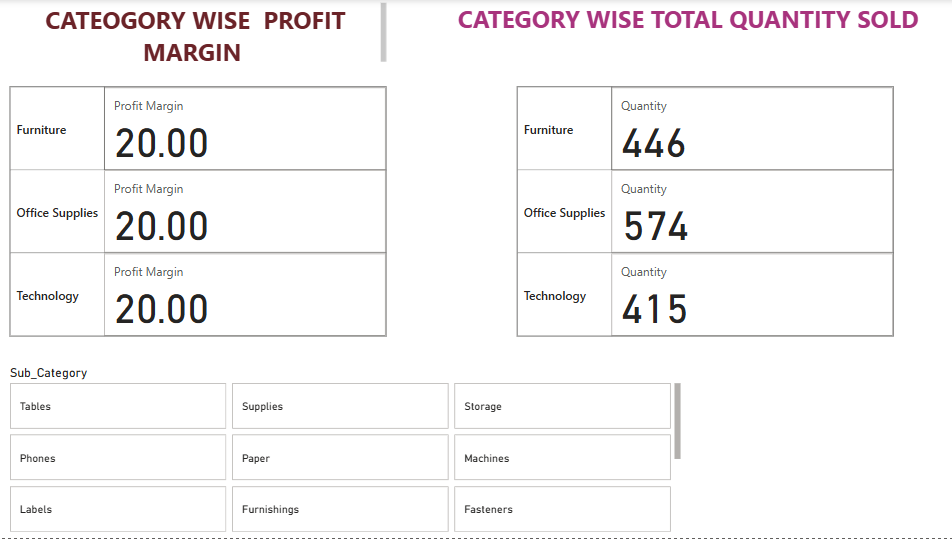 CATEOGORY WISE  PROFIT
MARGIN
CATEGORY WISE TOTAL QUANTITY SOLD
Furniture
Profit Margin
20.00
Office Supplies
Profit Margin
20.00
Technology
Profit Margin
20.00
Furniture
Quantity
446
Office Supplies
Quantity
574
Technology
Quantity
415
Sub_Category
Tables
Supplies
Storage
Phones
Paper
Machines
Labels
Furnishings
Fasteners